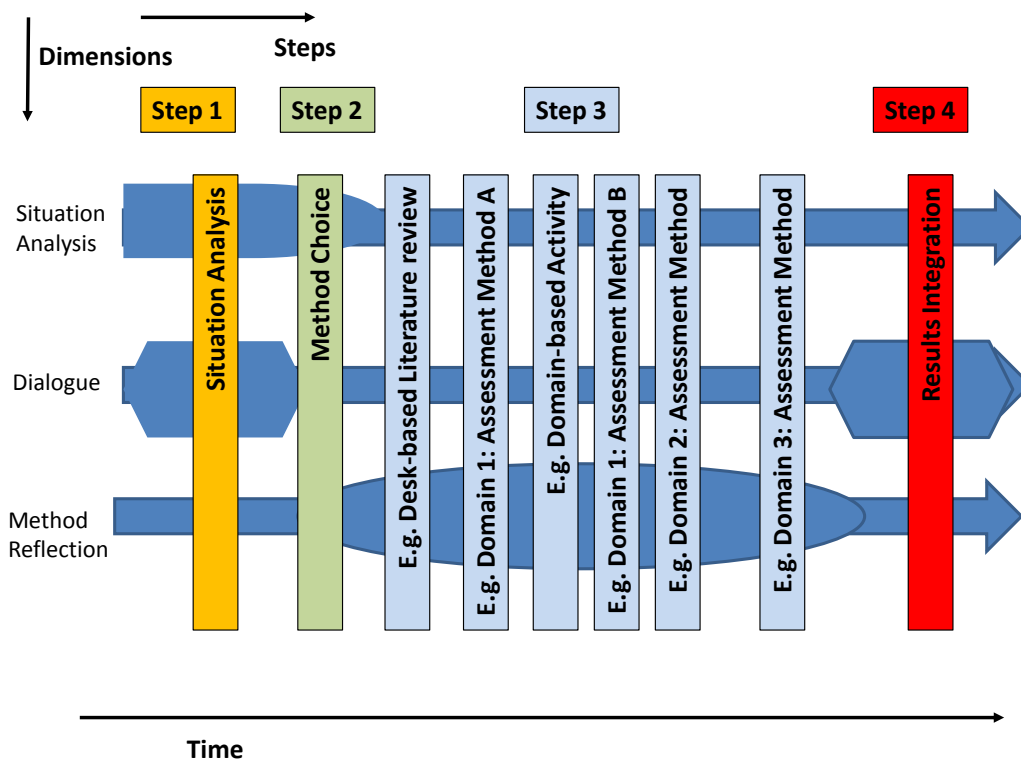 Dimensions
Steps
Step 1
Step 2
Step 3
Step 4
Situation
Analysis
Dialogue
Method
Reflection
Situation Analysis
Method Choice
E.g. Desk-based Literature review
E.g. Domain 1: Assessment Method A
E.g. Domain-based Activity
E.g. Domain 1: Assessment Method B
E.g. Domain 2: Assessment Method
E.g. Domain 3: Assessment Method
Results Integration
Time